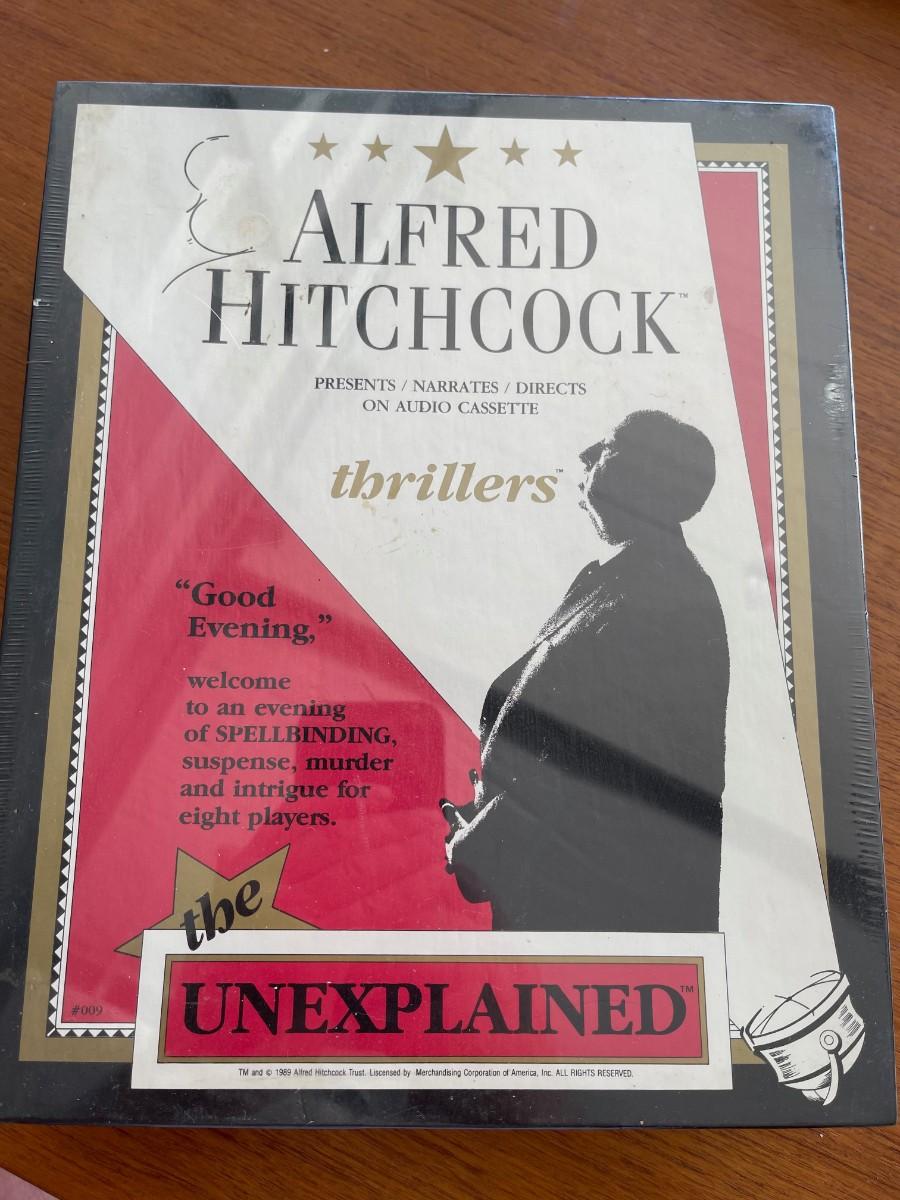 ALFRED
HITCHCOCK™
PRESENTS / NARRATES / DIRECTS
ON AUDIO CASSETTE
thrillers™
"Good
Evening,"
welcome
to an evening
of SPELLBINDING,
suspense, murder
and intrigue for
eight players.
the
UNEXPLAINED™
#009
TM and © 1989 Alfred Hitchcock Trust. Liscensed by Merchandising Corporation of America, Inc. ALL RIGHTS RESERVED.